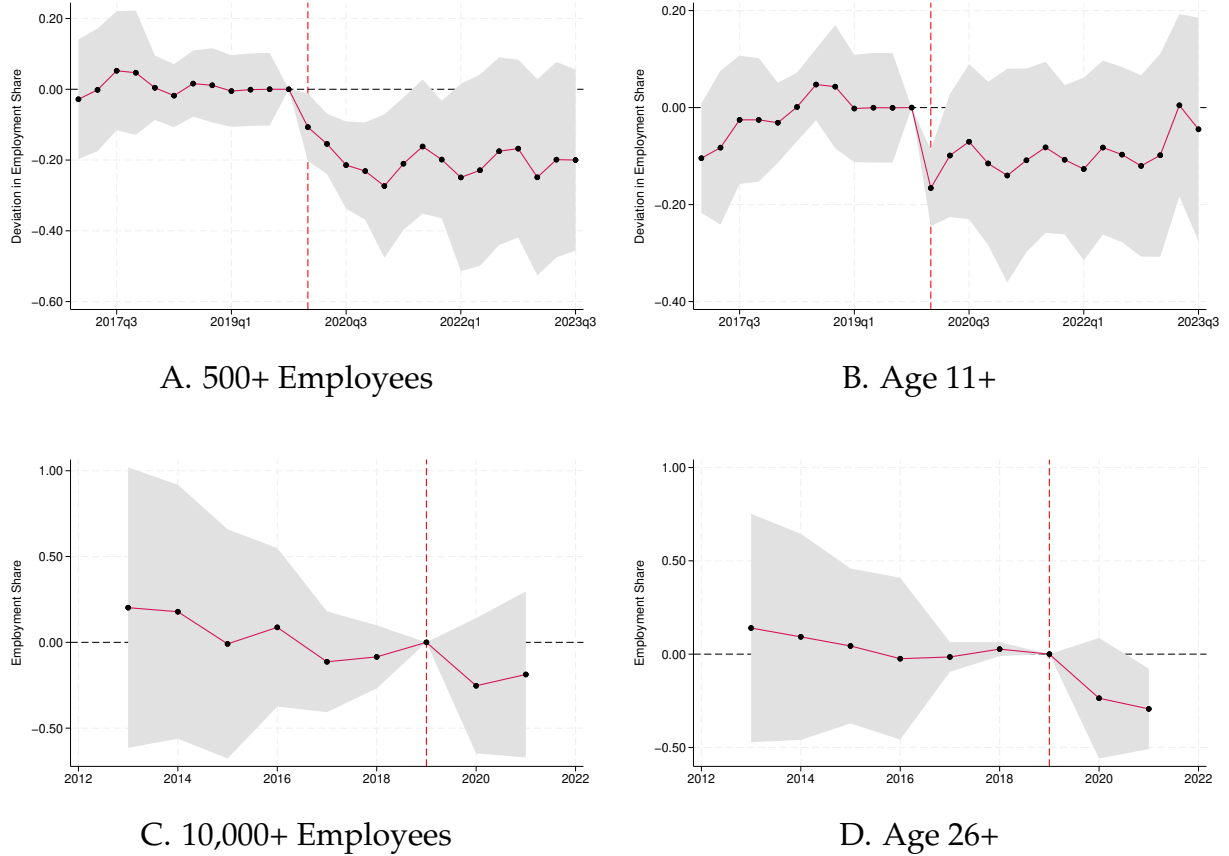 Deviation in Employment Share
0.20
0.00
−0.20
−0.40
−0.60
2017q3 2019q1 2020q3 2022q1 2023q3
A. 500+ Employees
Deviation in Employment Share
0.20
0.00
−0.20
−0.40
2017q3 2019q1 2020q3 2022q1 2023q3
B. Age 11+
Employment Share
1.00
0.50
0.00
−0.50
2012 2014 2016 2018 2020 2022
C. 10,000+ Employees
Employment Share
1.00
0.50
0.00
−0.50
2012 2014 2016 2018 2020 2022
D. Age 26+